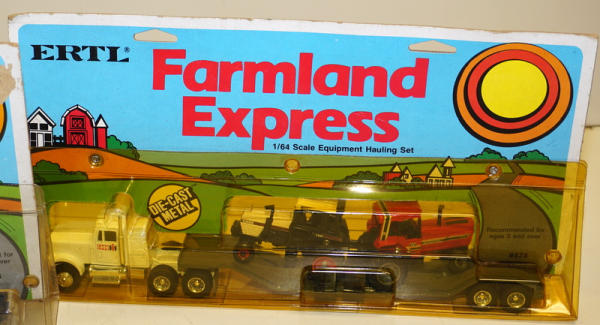 ERTL®
Farmland
Express
1/64 Scale Equipment Hauling Set
DIE-CAST
METAL
Recommended for
ages 3 and over